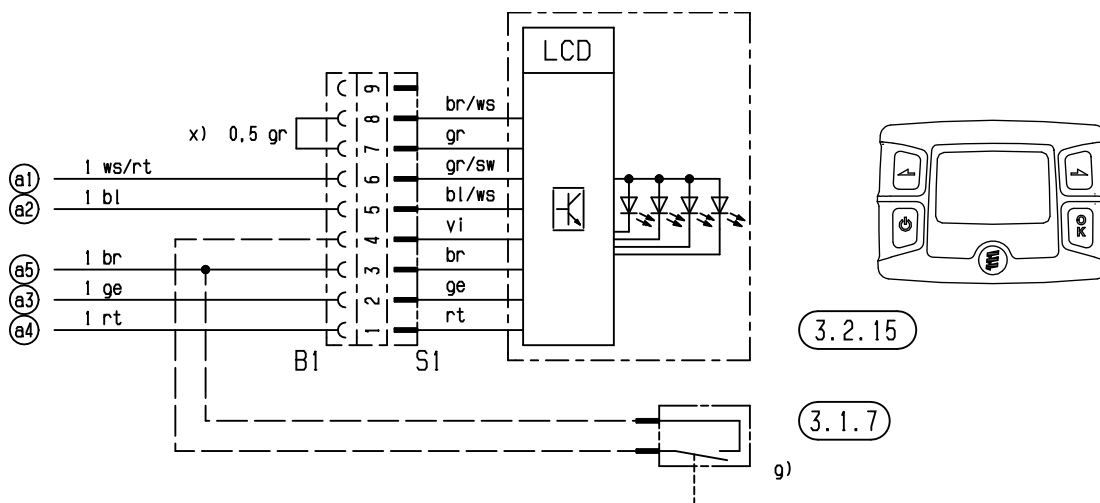 LCD
9
8
7
6
5
4
3
2
1
x) 0,5 gr
a1 1 ws/rt
a2 1 bl
a5 1 br
a3 1 ge
a4 1 rt
br/ws
gr
gr/sw
bl/ws
vi
br
ge
rt
B1 S1
OK
3.2.15
3.1.7
g)